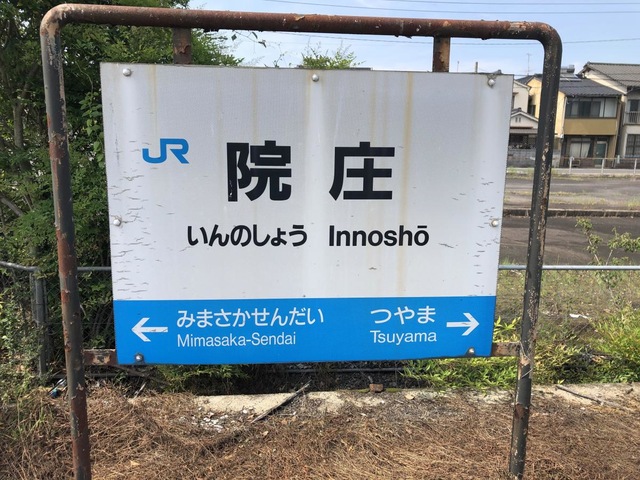 JR
院庄
いんのしょう Innoshō
← みまさかせんだい つやま →
Mimasaka-Sendai Tsuyama